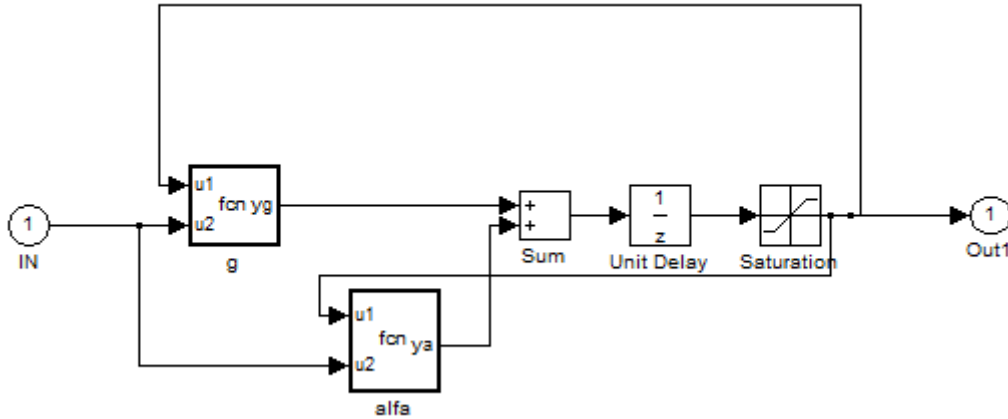 u1
fcn yg
u2
g
1
IN
+
+
Sum
1
z
Unit Delay
Saturation
1
Out1
u1
fcn ya
u2
alfa